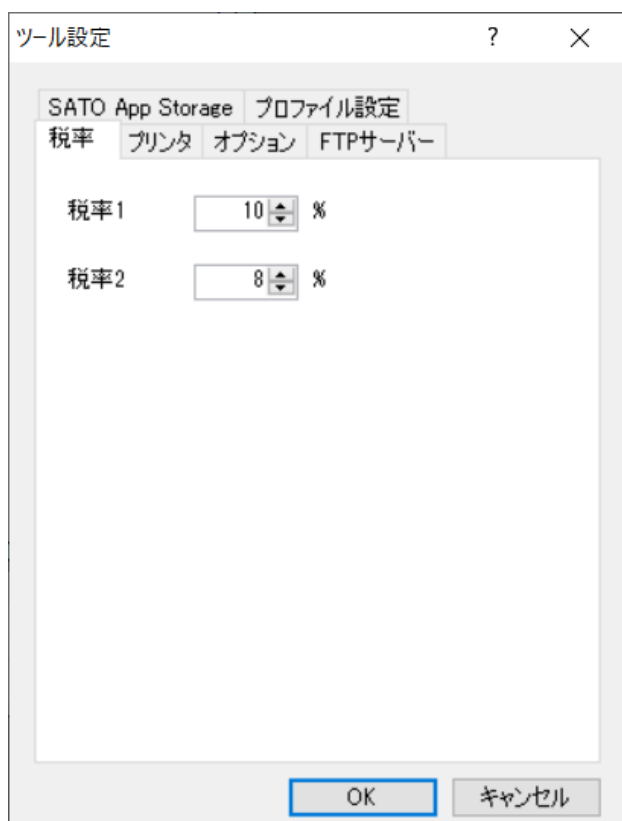 ツール設定 ? ×
SATO App Storage プロファイル設定
税率 プリンタ オプション FTPサーバー
税率1 10 %
税率2 8 %
OK キャンセル